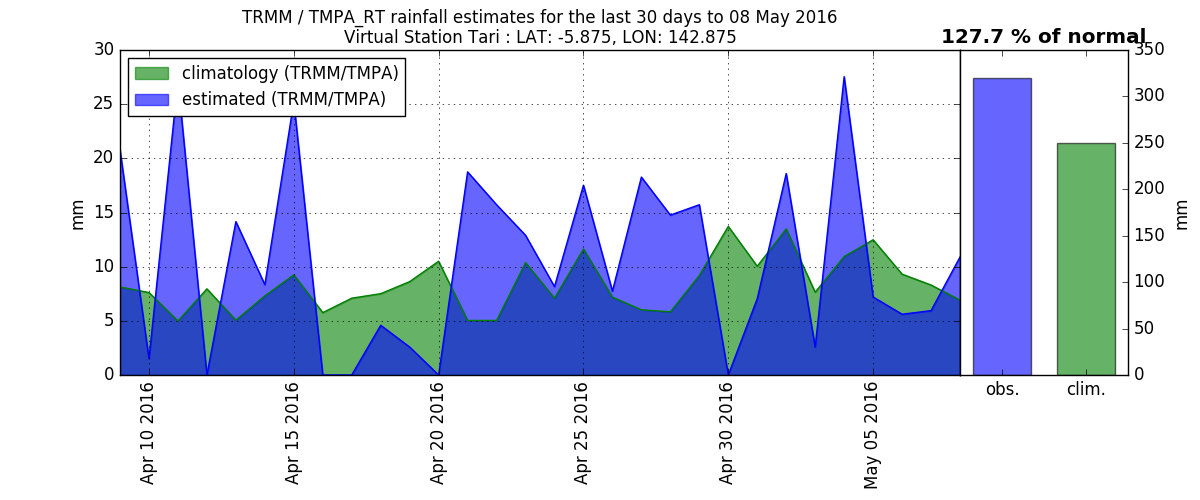 TRMM / TMPA_RT rainfall estimates for the last 30 days to 08 May 2016
Virtual Station Tari : LAT: -5.875, LON: 142.875
127.7 % of normal
climatology (TRMM/TMPA)
estimated (TRMM/TMPA)
30
25
20
15
10
5
0
mm
Apr 10 2016
Apr 15 2016
Apr 20 2016
Apr 25 2016
Apr 30 2016
May 05 2016
350
300
250
200
150
100
50
0
mm
obs.
clim.